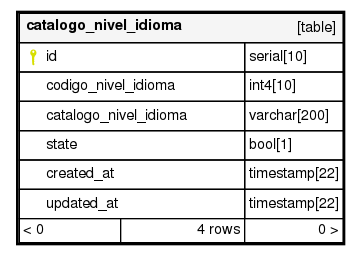 catalogo_nivel_idioma [table]
id serial[10]
codigo_nivel_idioma int4[10]
catalogo_nivel_idioma varchar[200]
state bool[1]
created_at timestamp[22]
updated_at timestamp[22]
< 0 4 rows 0 >